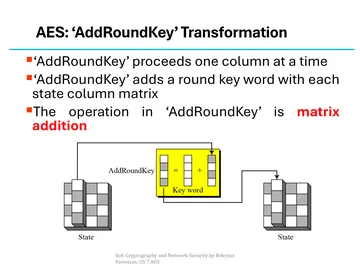 AES: ‘AddRoundKey’ Transformation
▪‘AddRoundKey’ proceeds one column at a time
▪‘AddRoundKey’ adds a round key word with each
state column matrix
▪The operation in ‘AddRoundKey’ is matrix
addition
AddRoundKey
= +
Key word
State
State
Ref: Cryptography and Network Security by Behrouz
Forouzan, Ch 7 AES